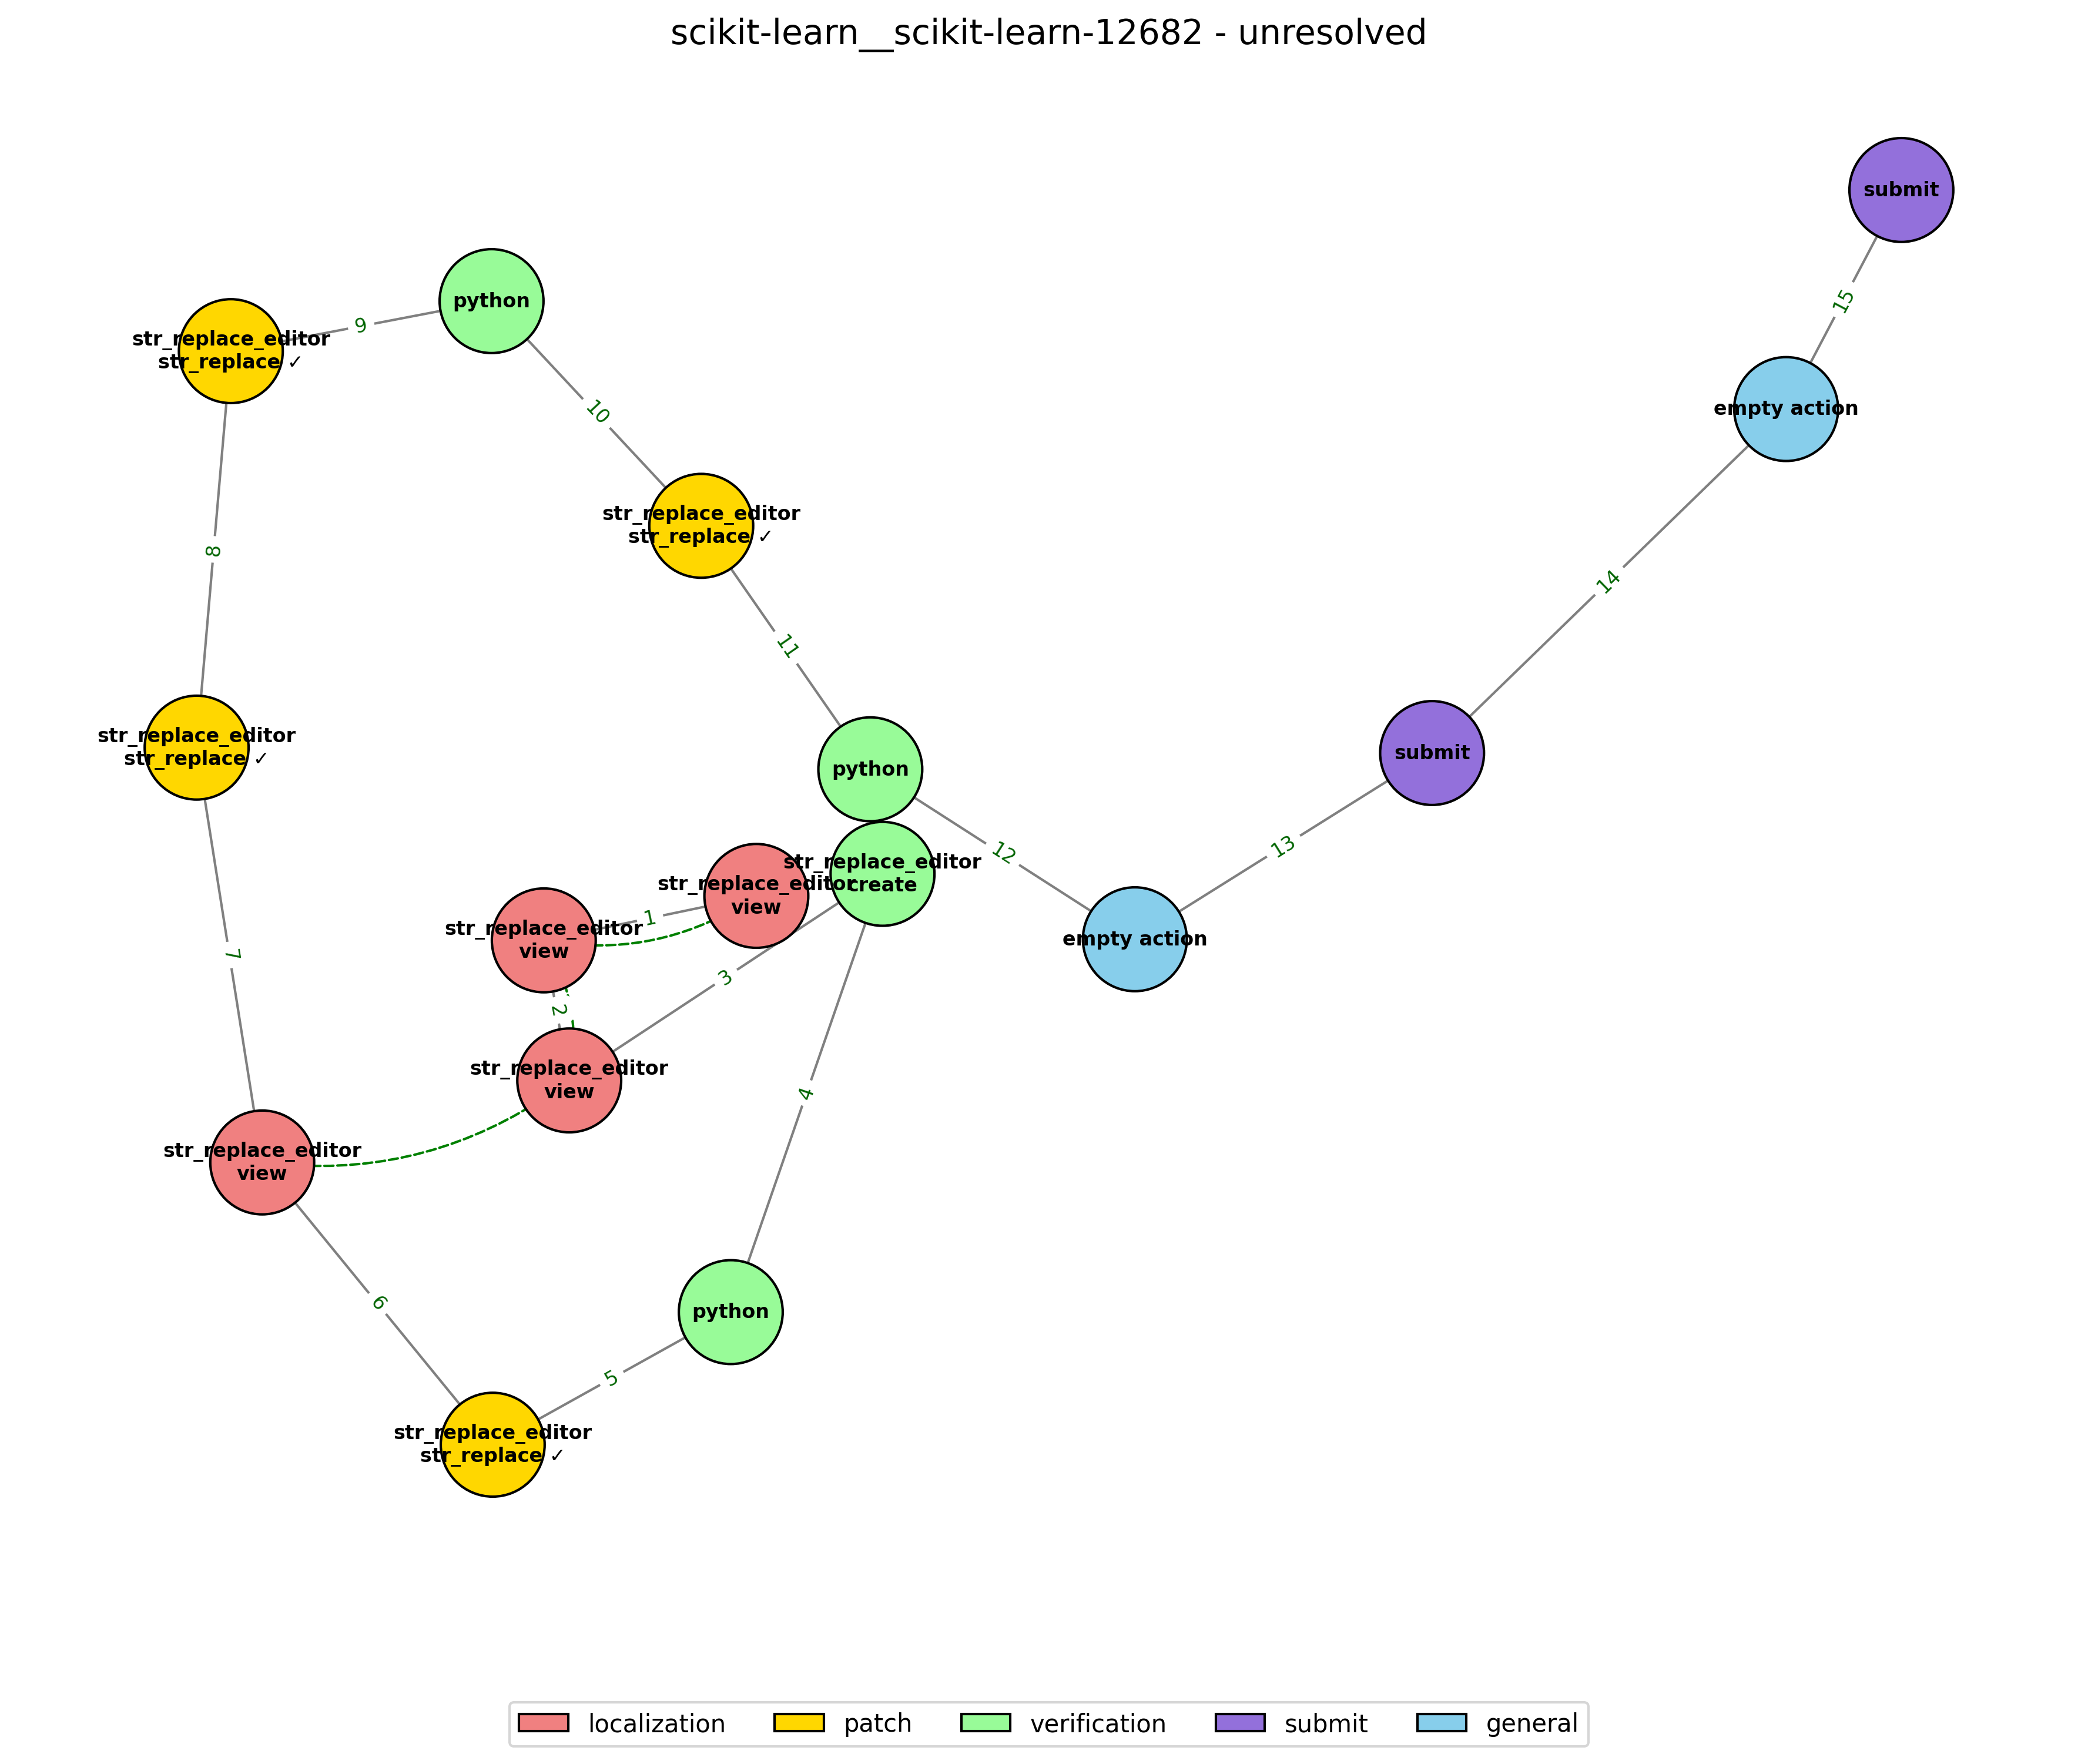 scikit-learn__scikit-learn-12682 - unresolved
submit
15
python
9
str_replace_editor
str_replace ✓
empty action
10
str_replace_editor
str_replace ✓
8
14
11
str_replace_editor
str_replace ✓
submit
python
12
13
str_replace_editor
create
str_replace_editor
view
1
str_replace_editor
view
empty action
7
3
2
str_replace_editor
view
4
str_replace_editor
view
6
python
5
str_replace_editor
str_replace ✓
localization
patch
verification
submit
general